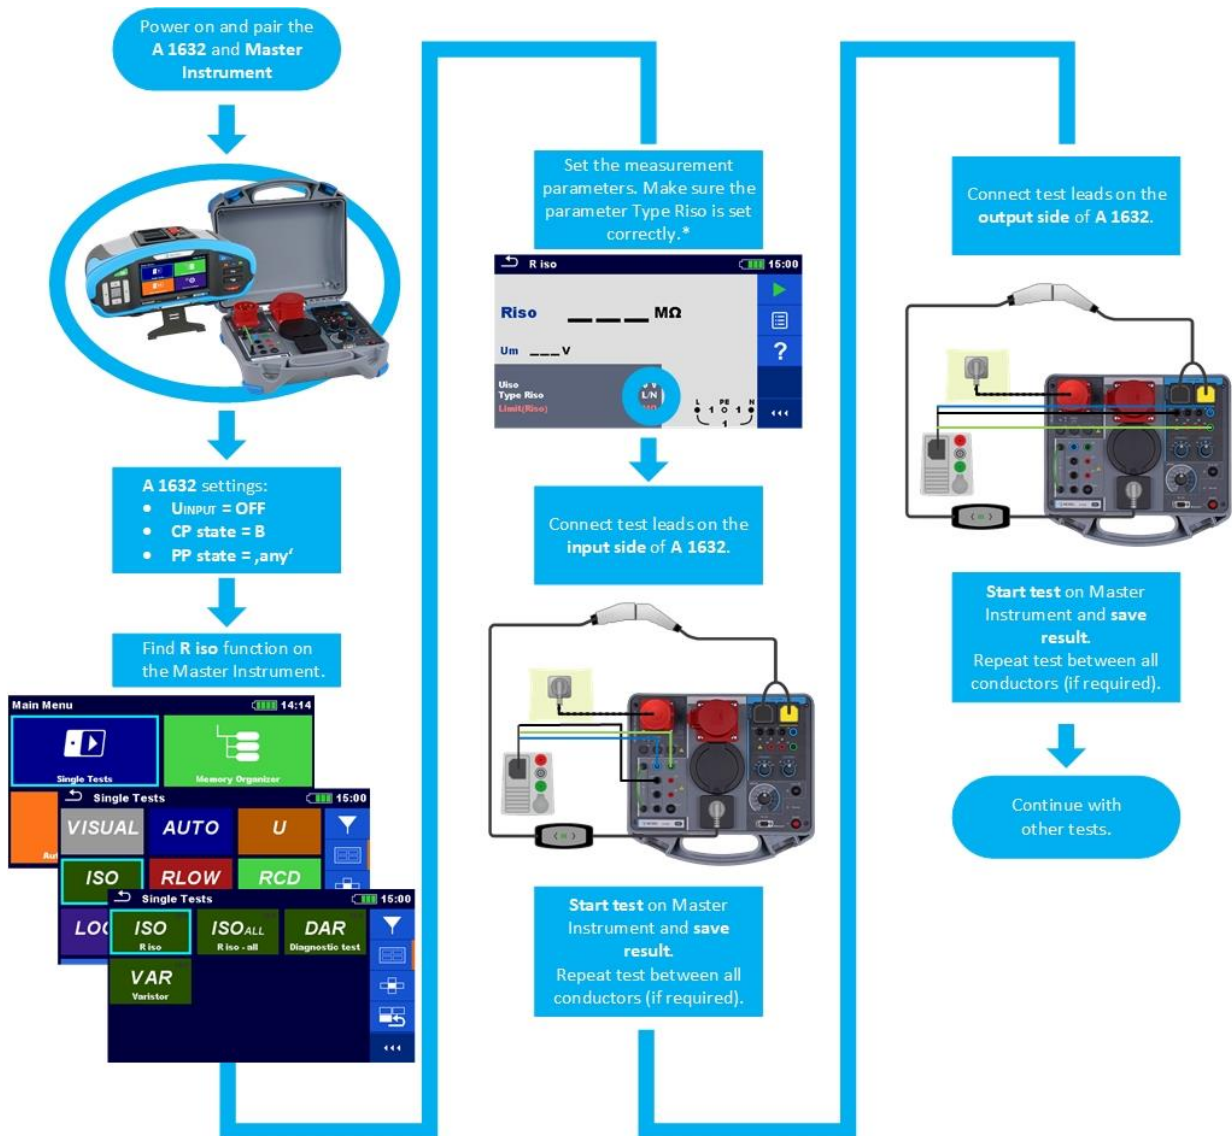 Power on and pair the
A 1632 and Master
Instrument
A 1632 settings:
• UINPUT = OFF
• CP state = B
• PP state = ‚any‘
Find R iso function on
the Master Instrument.
Main Menu 14:14
Single Tests
Memory Organizer
Single Tests 15:00
VISUAL AUTO U
ISO RLOW RCD
Single Tests 15:00
ISO ISOALL DAR
R iso R iso - all Diagnostic test
VAR
Varistor
Set the measurement
parameters. Make sure the
parameter Type Riso is set
correctly.*
R iso 15:00
Riso _ _ _ MΩ
Um _ _ _ V
?
Uiso
Type Riso L/N
Limit(Riso)
L PE N
1 1
1
Connect test leads on the
input side of A 1632.
Start test on Master
Instrument and save
result.
Repeat test between all
conductors (if required).
Connect test leads on the
output side of A 1632.
Start test on Master
Instrument and save
result.
Repeat test between all
conductors (if required).
Continue with
other tests.